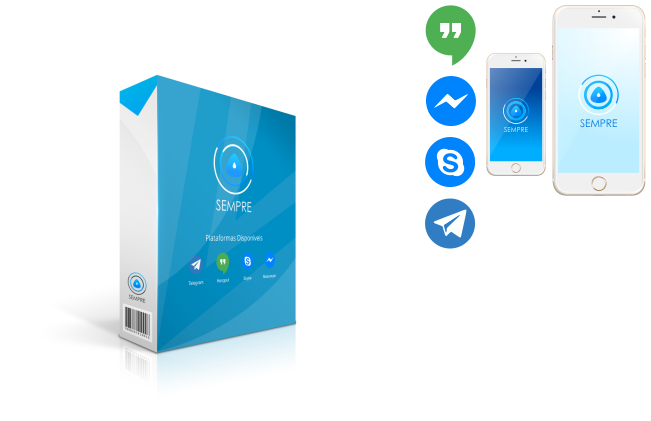 SEMPRE
Plataformas Disponíveis
Telegram
Hangout
Skype
Messenger
SEMPRE
SEMPRE
SEMPRE